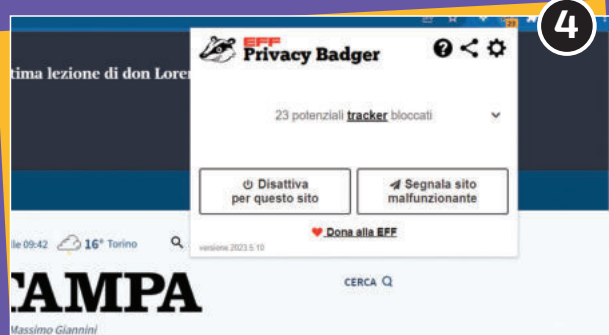 4
23
EFF
Privacy Badger
tima lezione di don Lore
23 potenziali tracker bloccati
Disattiva
per questo sito
Segnala sito
malfunzionante
Dona alla EFF
versione 2023.5.10
09:42 16° Torino
CERCA
TAMPA
Massimo Giannini